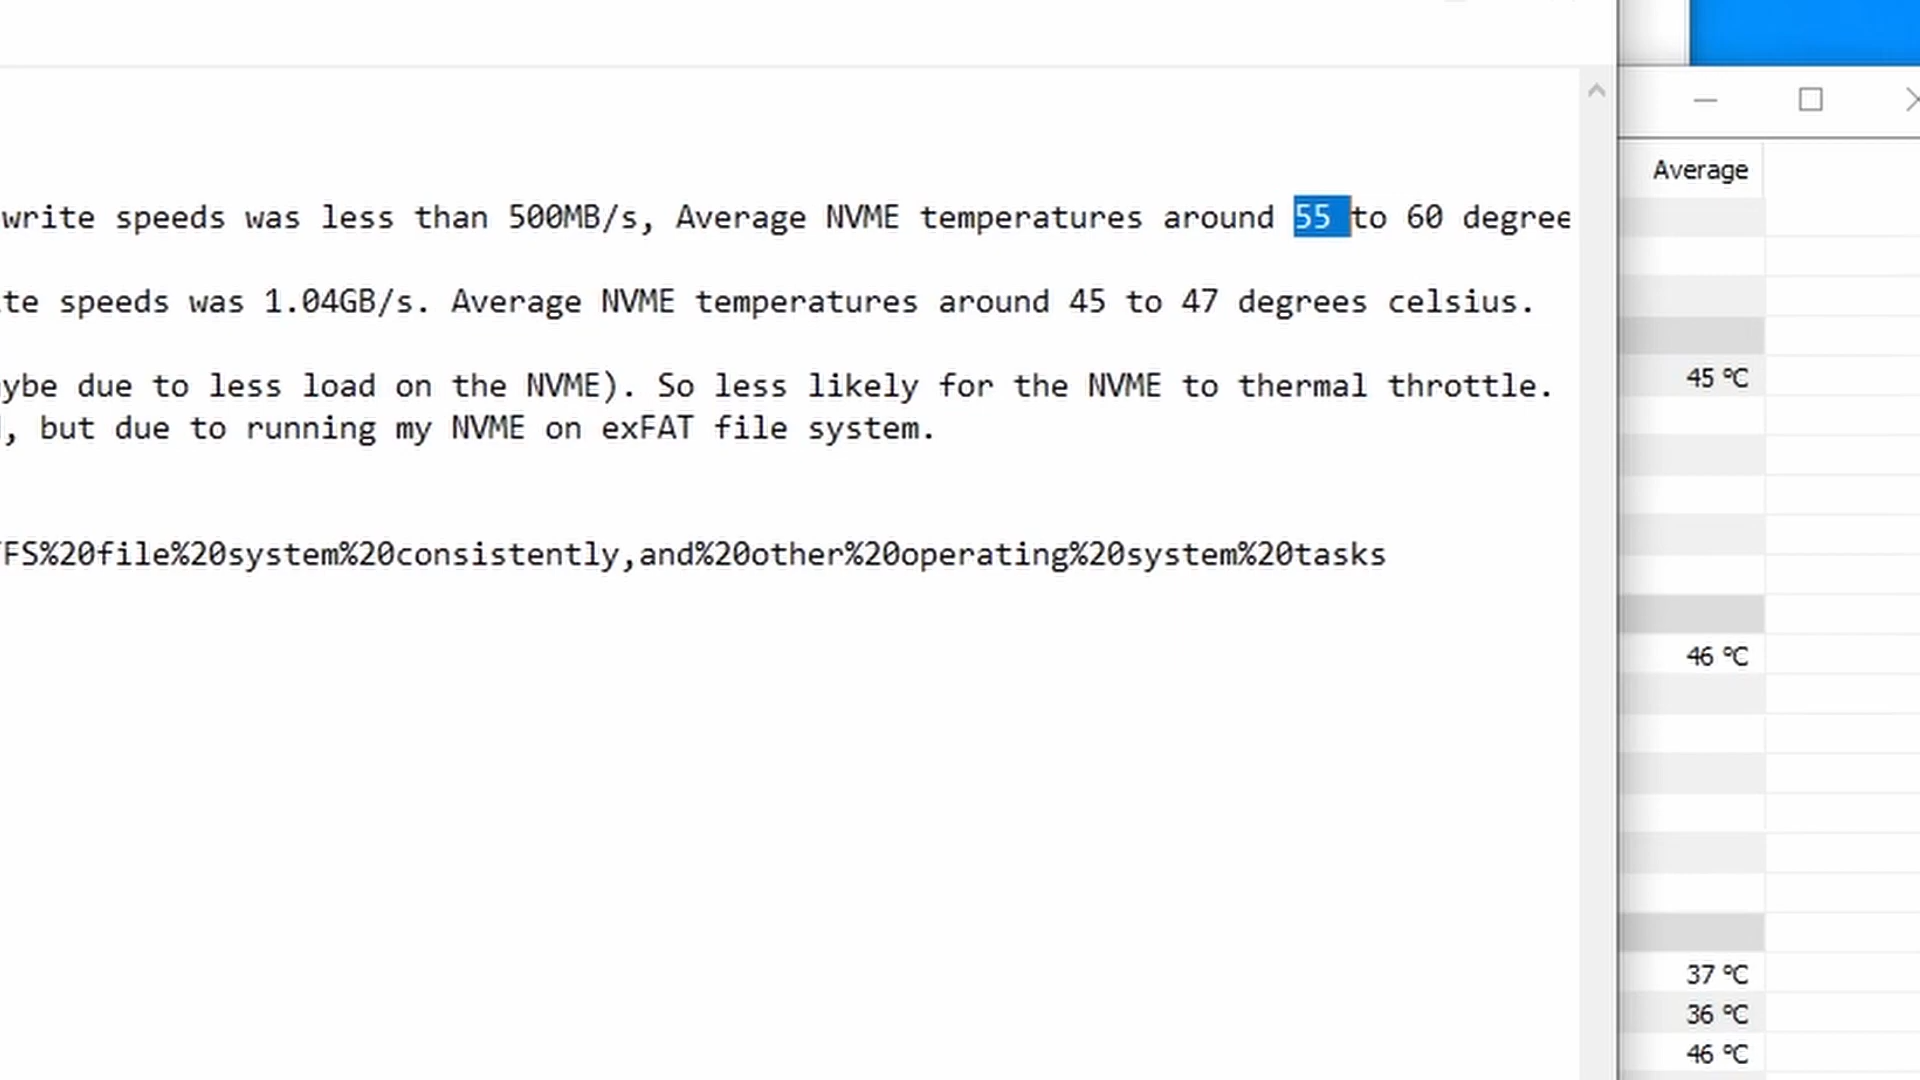 write speeds was less than 500MB/s, Average NVME temperatures around 55 to 60 degree
te speeds was 1.04GB/s. Average NVME temperatures around 45 to 47 degrees celsius.
ybe due to less load on the NVME). So less likely for the NVME to thermal throttle.
, but due to running my NVME on exFAT file system.
FS%20file%20system%20consistently,and%20other%20operating%20system%20tasks
Average
45 °C
46 °C
37 °C
36 °C
46 °C